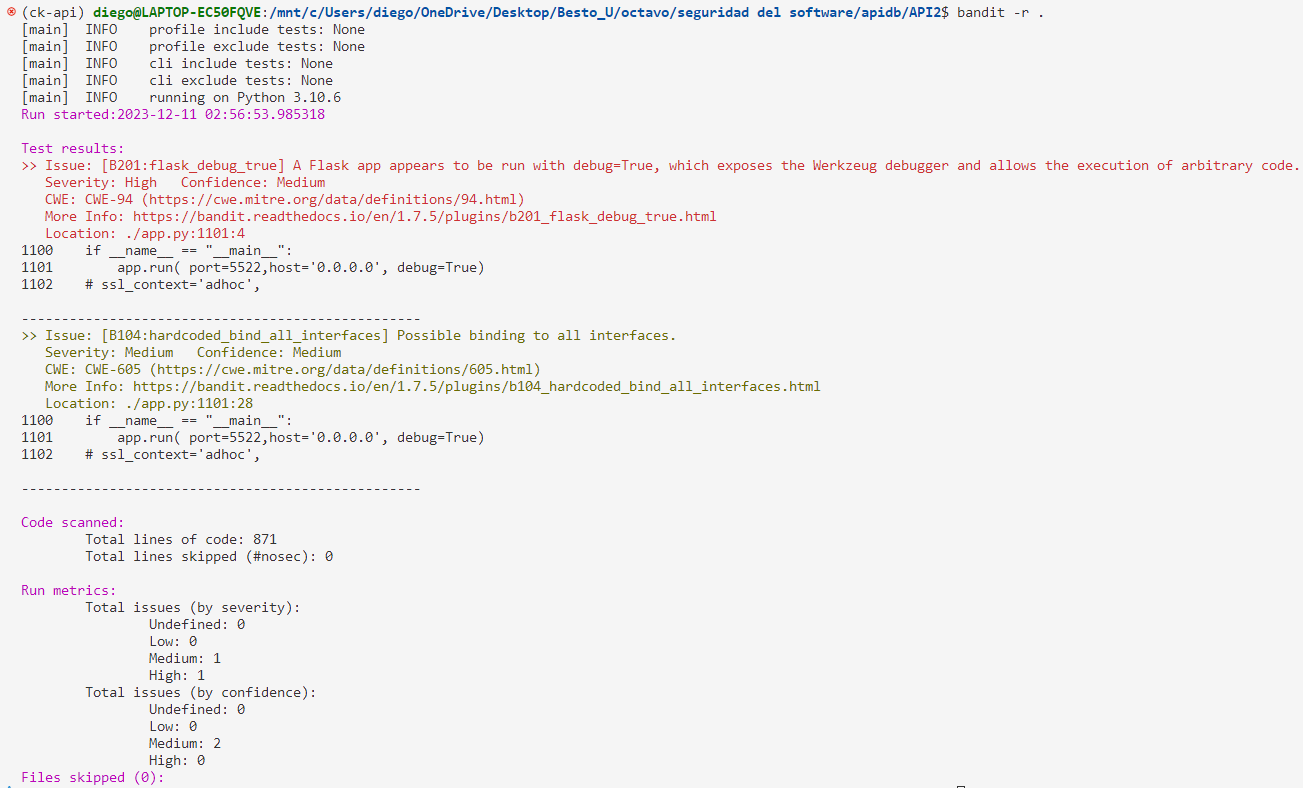 (ck-api) diego@LAPTOP-EC50FQVE:/mnt/c/Users/diego/OneDrive/Desktop/Besto_U/octavo/seguridad del software/apidb/API2$ bandit -r .
[main]  INFO    profile include tests: None
[main]  INFO    profile exclude tests: None
[main]  INFO    cli include tests: None
[main]  INFO    cli exclude tests: None
[main]  INFO    running on Python 3.10.6
Run started:2023-12-11 02:56:53.985318

Test results:
>> Issue: [B201:flask_debug_true] A Flask app appears to be run with debug=True, which exposes the Werkzeug debugger and allows the execution of arbitrary code.
   Severity: High   Confidence: Medium
   CWE: CWE-94 (https://cwe.mitre.org/data/definitions/94.html)
   More Info: https://bandit.readthedocs.io/en/1.7.5/plugins/b201_flask_debug_true.html
   Location: ./app.py:1101:4
1100    if __name__ == "__main__":
1101        app.run( port=5522,host='0.0.0.0', debug=True)
1102    # ssl_context='adhoc',

--------------------------------------------------
>> Issue: [B104:hardcoded_bind_all_interfaces] Possible binding to all interfaces.
   Severity: Medium   Confidence: Medium
   CWE: CWE-605 (https://cwe.mitre.org/data/definitions/605.html)
   More Info: https://bandit.readthedocs.io/en/1.7.5/plugins/b104_hardcoded_bind_all_interfaces.html
   Location: ./app.py:1101:28
1100    if __name__ == "__main__":
1101        app.run( port=5522,host='0.0.0.0', debug=True)
1102    # ssl_context='adhoc',

--------------------------------------------------

Code scanned:
        Total lines of code: 871
        Total lines skipped (#nosec): 0

Run metrics:
        Total issues (by severity):
                Undefined: 0
                Low: 0
                Medium: 1
                High: 1
        Total issues (by confidence):
                Undefined: 0
                Low: 0
                Medium: 2
                High: 0
Files skipped (0):